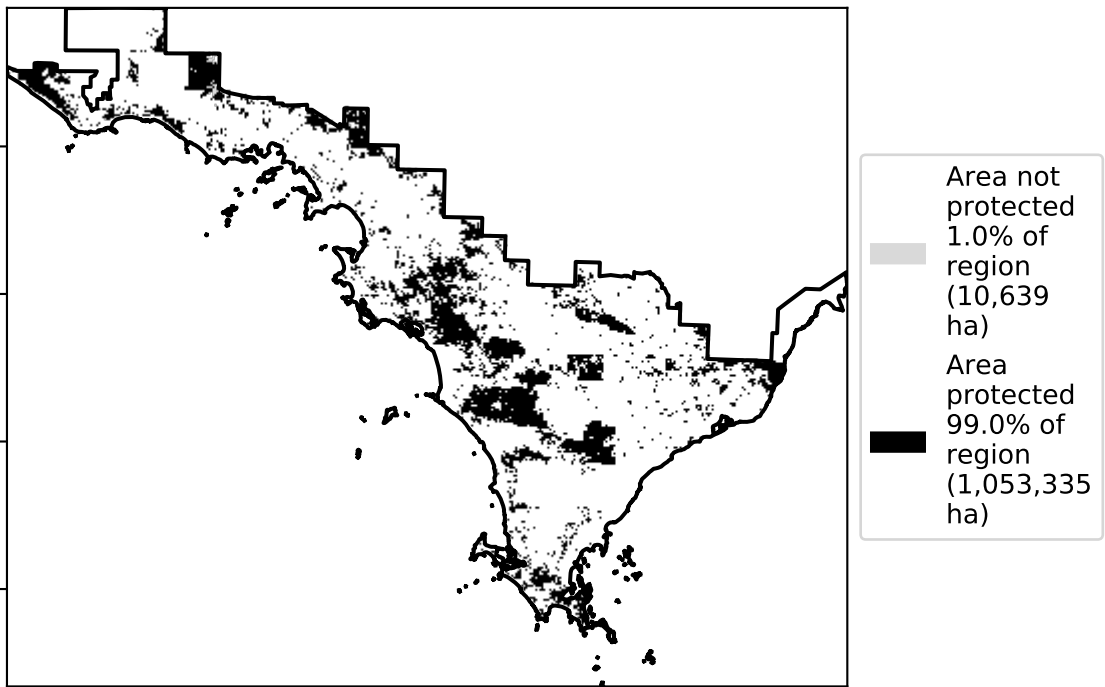 Area not
protected
1.0% of
region
(10,639
ha)
Area
protected
99.0% of
region
(1,053,335
ha)